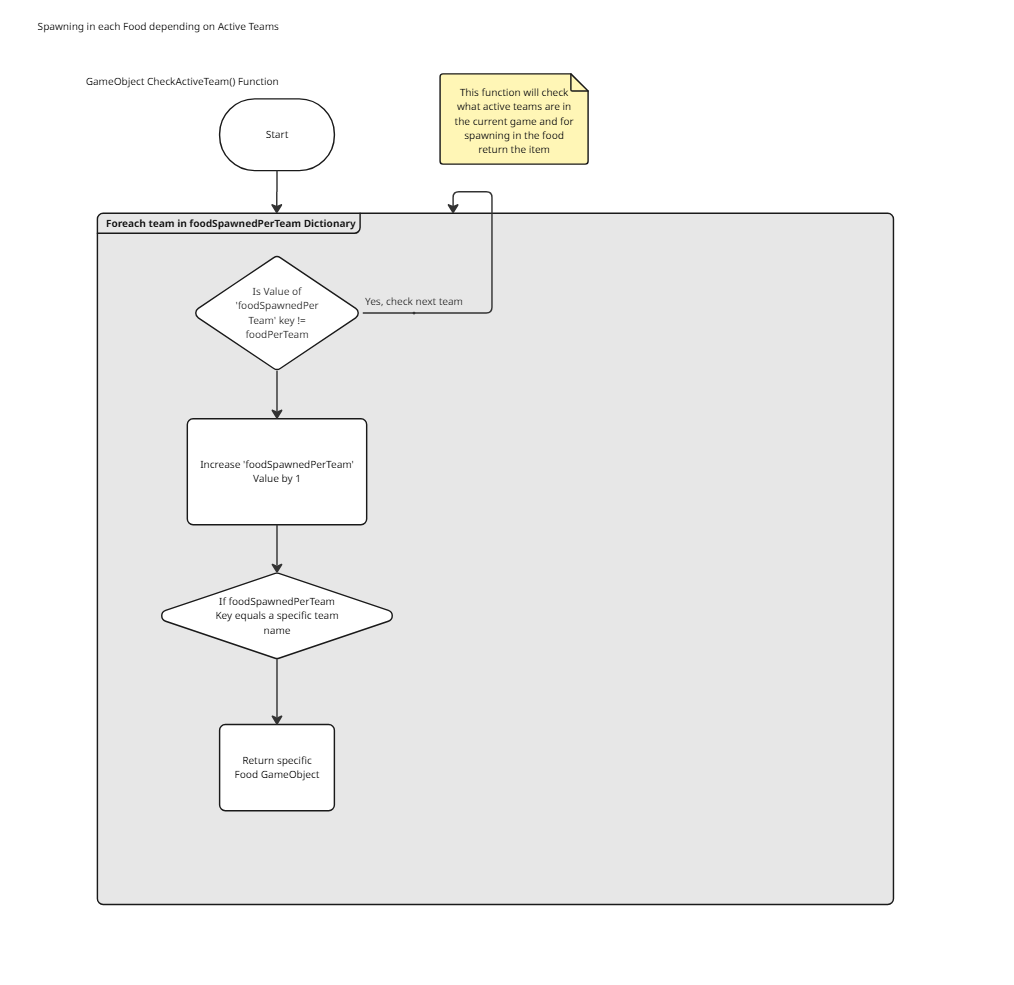 Spawning in each Food depending on Active Teams
GameObject CheckActiveTeam() Function
Start
This function will check
what active teams are in
the current game and for
spawning in the food
return the item
Foreach team in foodSpawnedPerTeam Dictionary
Is Value of
'foodSpawnedPer
Team' key !=
foodPerTeam
Yes, check next team
Increase 'foodSpawnedPerTeam'
Value by 1
If foodSpawnedPerTeam
Key equals a specific team
name
Return specific
Food GameObject